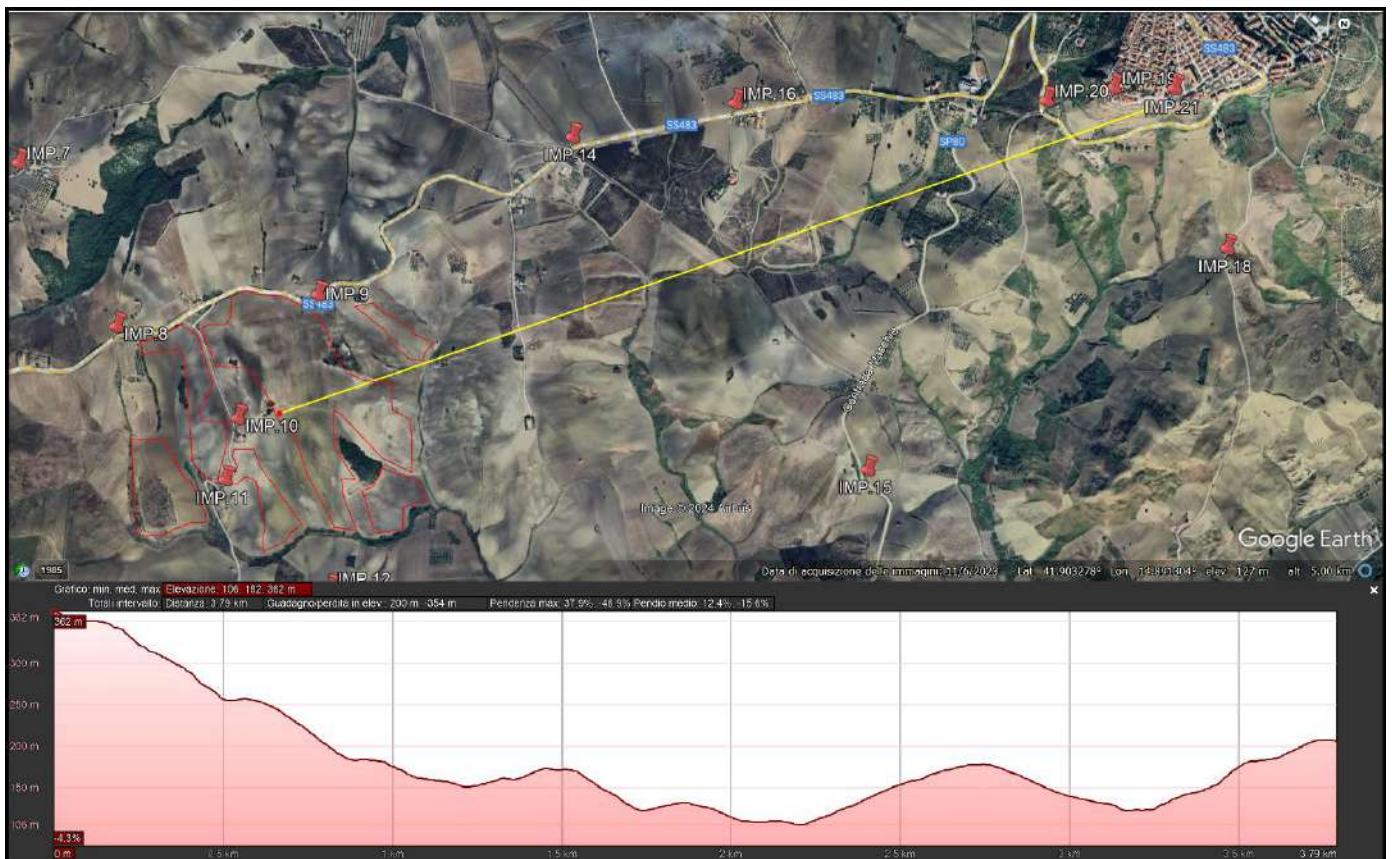 IMP.7
IMP.8
IMP.9
IMP.10
IMP.11
IMP.12
IMP.14
IMP.15
IMP.16
IMP.18
IMP.19
IMP.20
IMP.21
SS483
SS483
SS483
SS483
SP80
Image © 2024 Airbus
Google Earth
1985
Data di acquisizione delle immagini: 11/6/2023 Lat 41.903278° Lon 14.891304° elev 127 m alt 5.00 km
Grafico: min, med, max Elevazione: 106, 182, 362 m
Totali intervallo: Distanza: 3.79 km Guadagno/perdita in elev.: 200 m -354 m Pendenza max: 37.9%, -46.9% Pendio medio: 12.4%, -15.6%
362 m
362 m
300 m
250 m
200 m
150 m
106 m
-4.3%
0 m 0.5 km 1 km 1.5 km 2 km 2.5 km 3 km 3.5 km 3.79 km